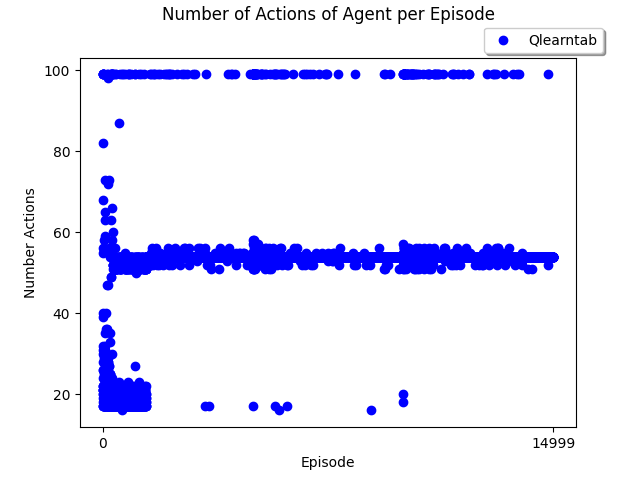 Number of Actions of Agent per Episode
Qlearntab
100
80
60
40
20
Number Actions
0
14999
Episode